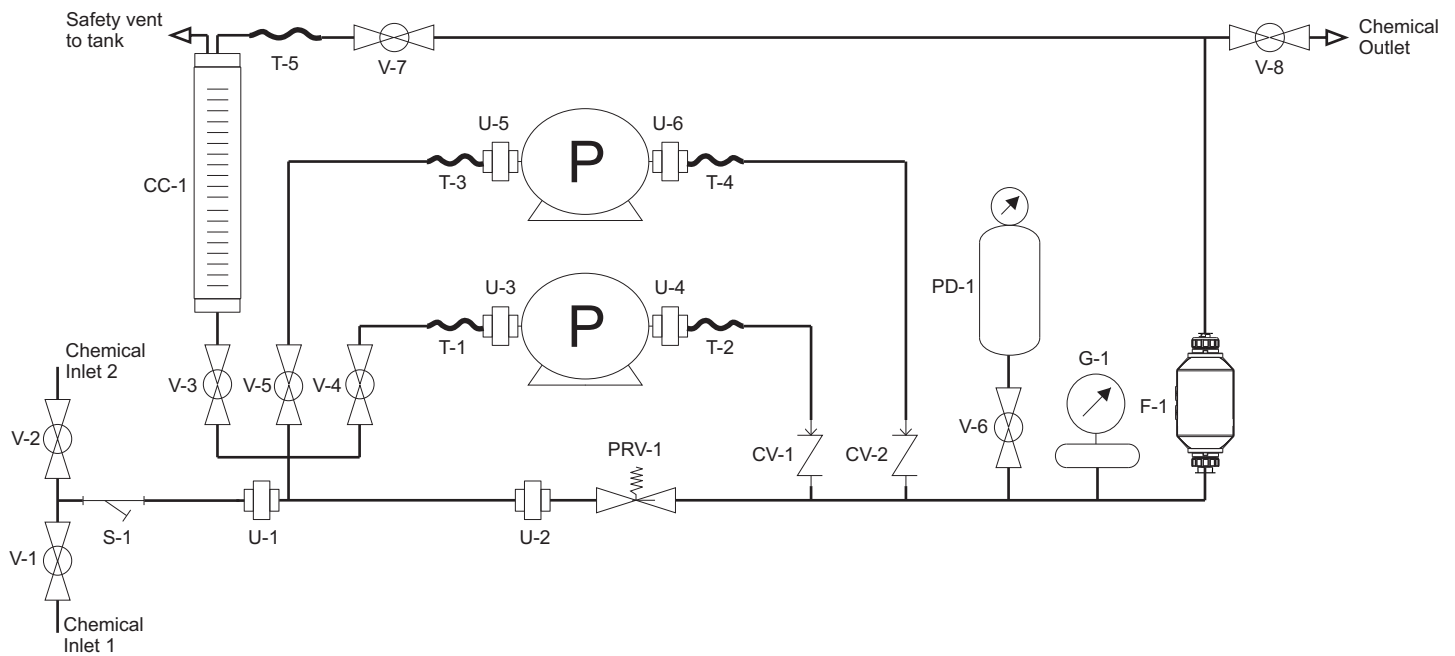 Safety vent
to tank
T-5
V-7
V-8
Chemical
Outlet
CC-1
U-5
P
U-6
T-3
T-4
U-3
P
U-4
T-1
T-2
PD-1
Chemical
Inlet 2
V-3
V-5
V-4
G-1
F-1
V-6
V-2
PRV-1
CV-1
CV-2
S-1
U-1
U-2
V-1
Chemical
Inlet 1